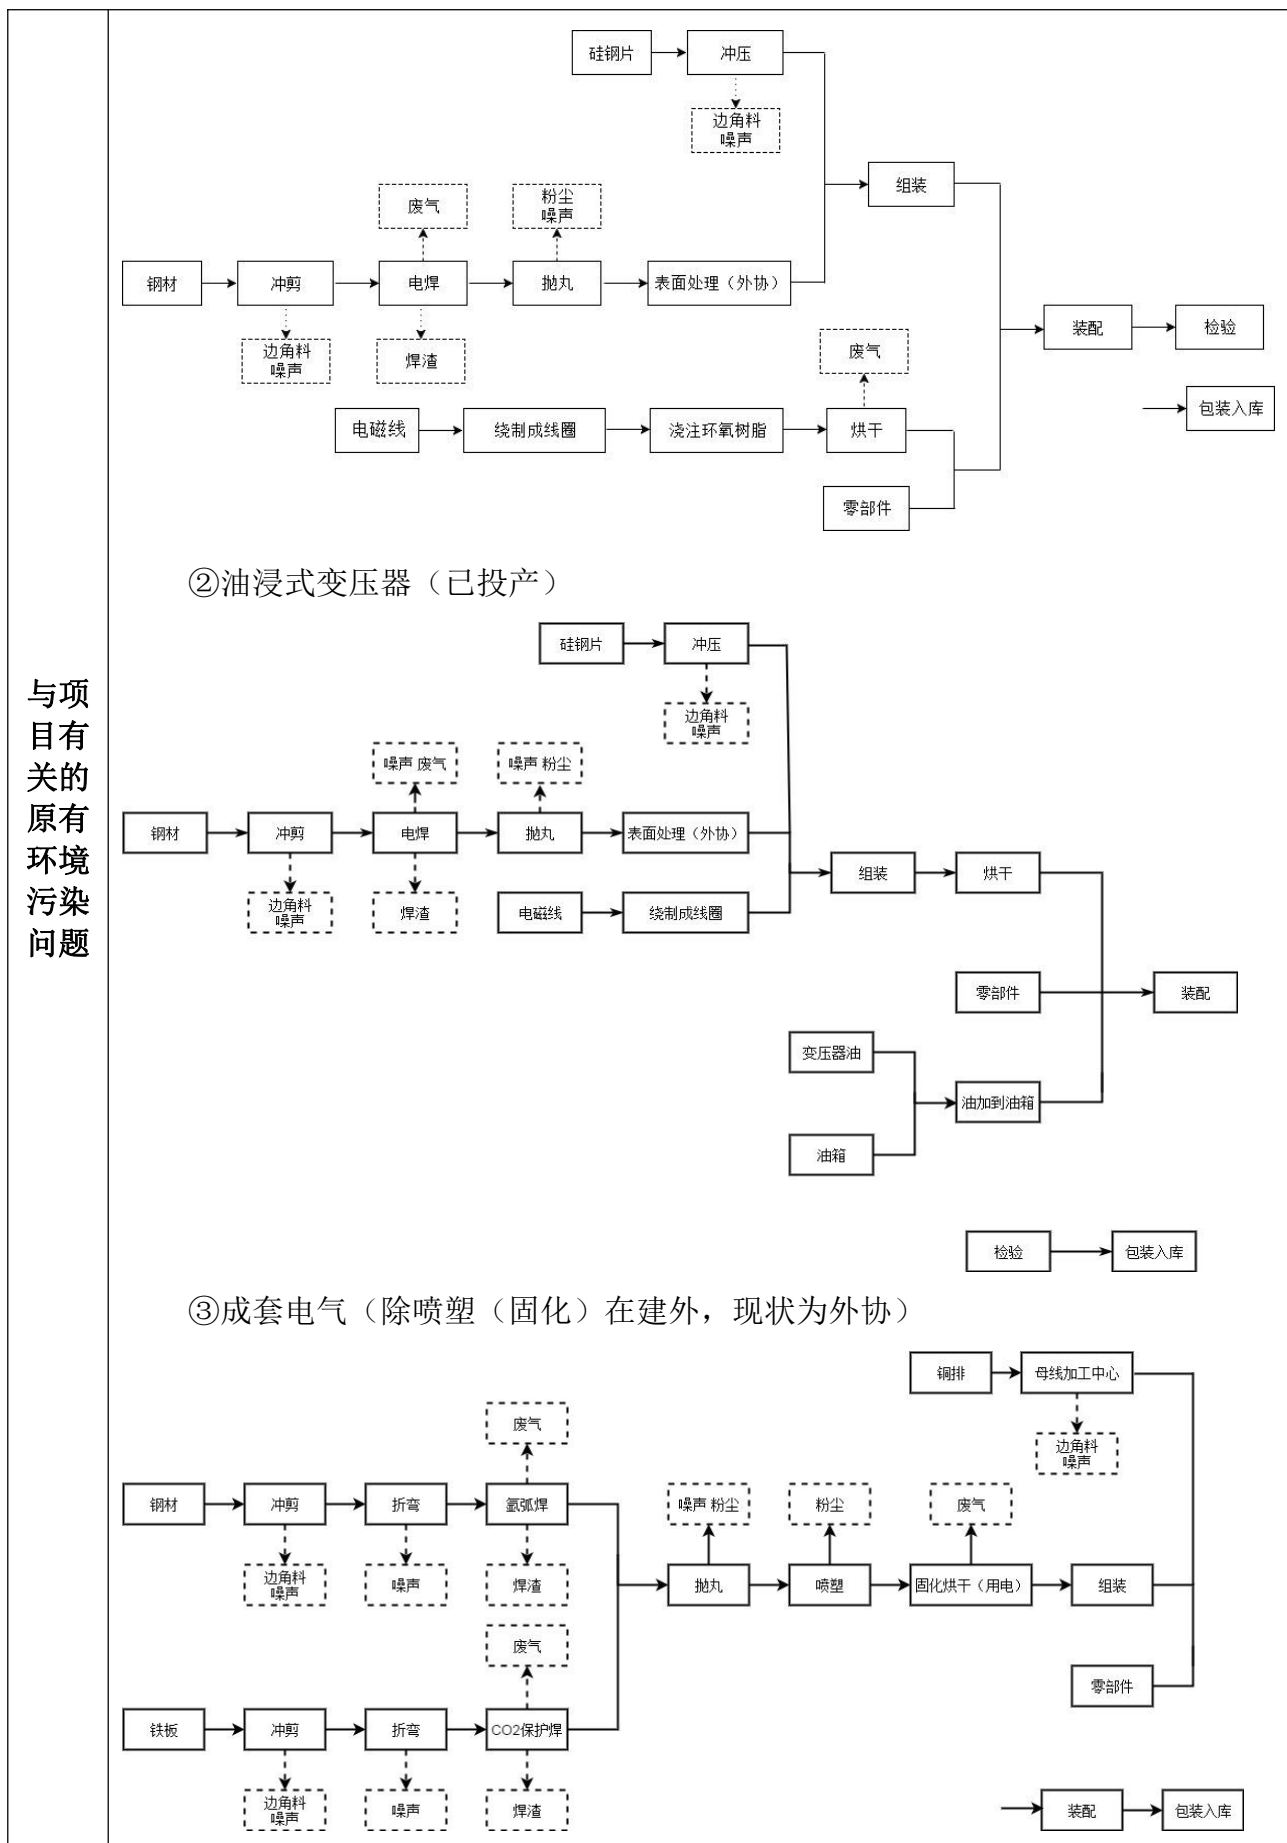 与项
目有
关的
原有
环境
污染
问题
硅钢片
冲压
边角料
噪声
组装
废气
粉尘
噪声
钢材
冲剪
电焊
抛丸
表面处理（外协）
边角料
噪声
焊渣
装配
检验
废气
包装入库
电磁线
绕制成线圈
浇注环氧树脂
烘干
零部件
②油浸式变压器（已投产）
硅钢片
冲压
边角料
噪声
噪声 废气
噪声 粉尘
钢材
冲剪
电焊
抛丸
表面处理（外协）
组装
烘干
边角料
噪声
焊渣
电磁线
绕制成线圈
零部件
装配
变压器油
油加到油箱
油箱
检验
包装入库
③成套电气（除喷塑（固化）在建外，现状为外协）
铜排
母线加工中心
边角料
噪声
废气
钢材
冲剪
折弯
氩弧焊
噪声 粉尘
粉尘
废气
边角料
噪声
噪声
焊渣
抛丸
喷塑
固化烘干（用电）
组装
废气
零部件
铁板
冲剪
折弯
CO2保护焊
边角料
噪声
噪声
焊渣
装配
包装入库